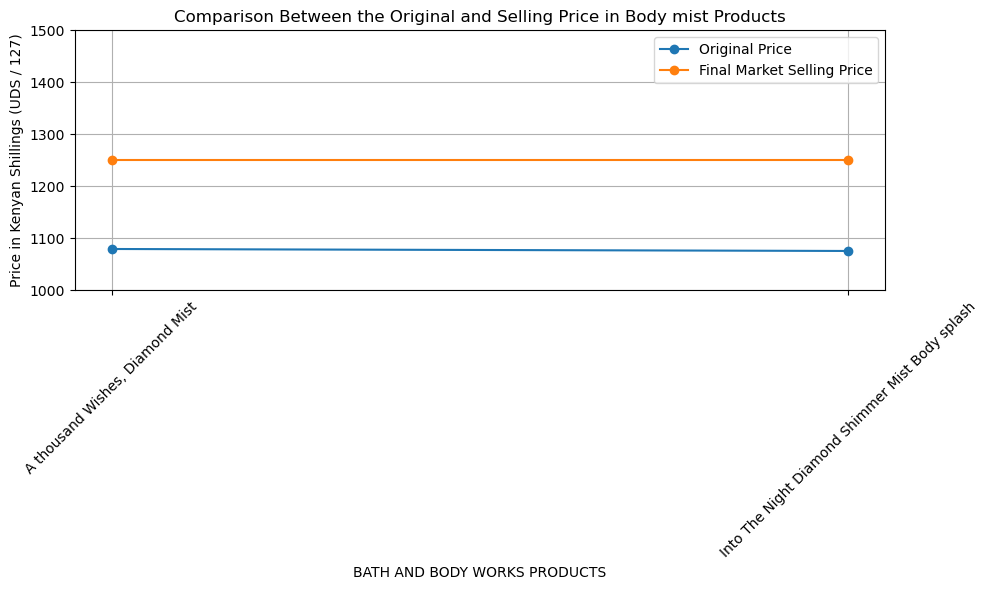 Comparison Between the Original and Selling Price in Body mist Products
Price in Kenyan Shillings (UDS / 127)
1500
1400
1300
1200
1100
1000
Original Price
Final Market Selling Price
A thousand Wishes, Diamond Mist
Into The Night Diamond Shimmer Mist Body splash
BATH AND BODY WORKS PRODUCTS